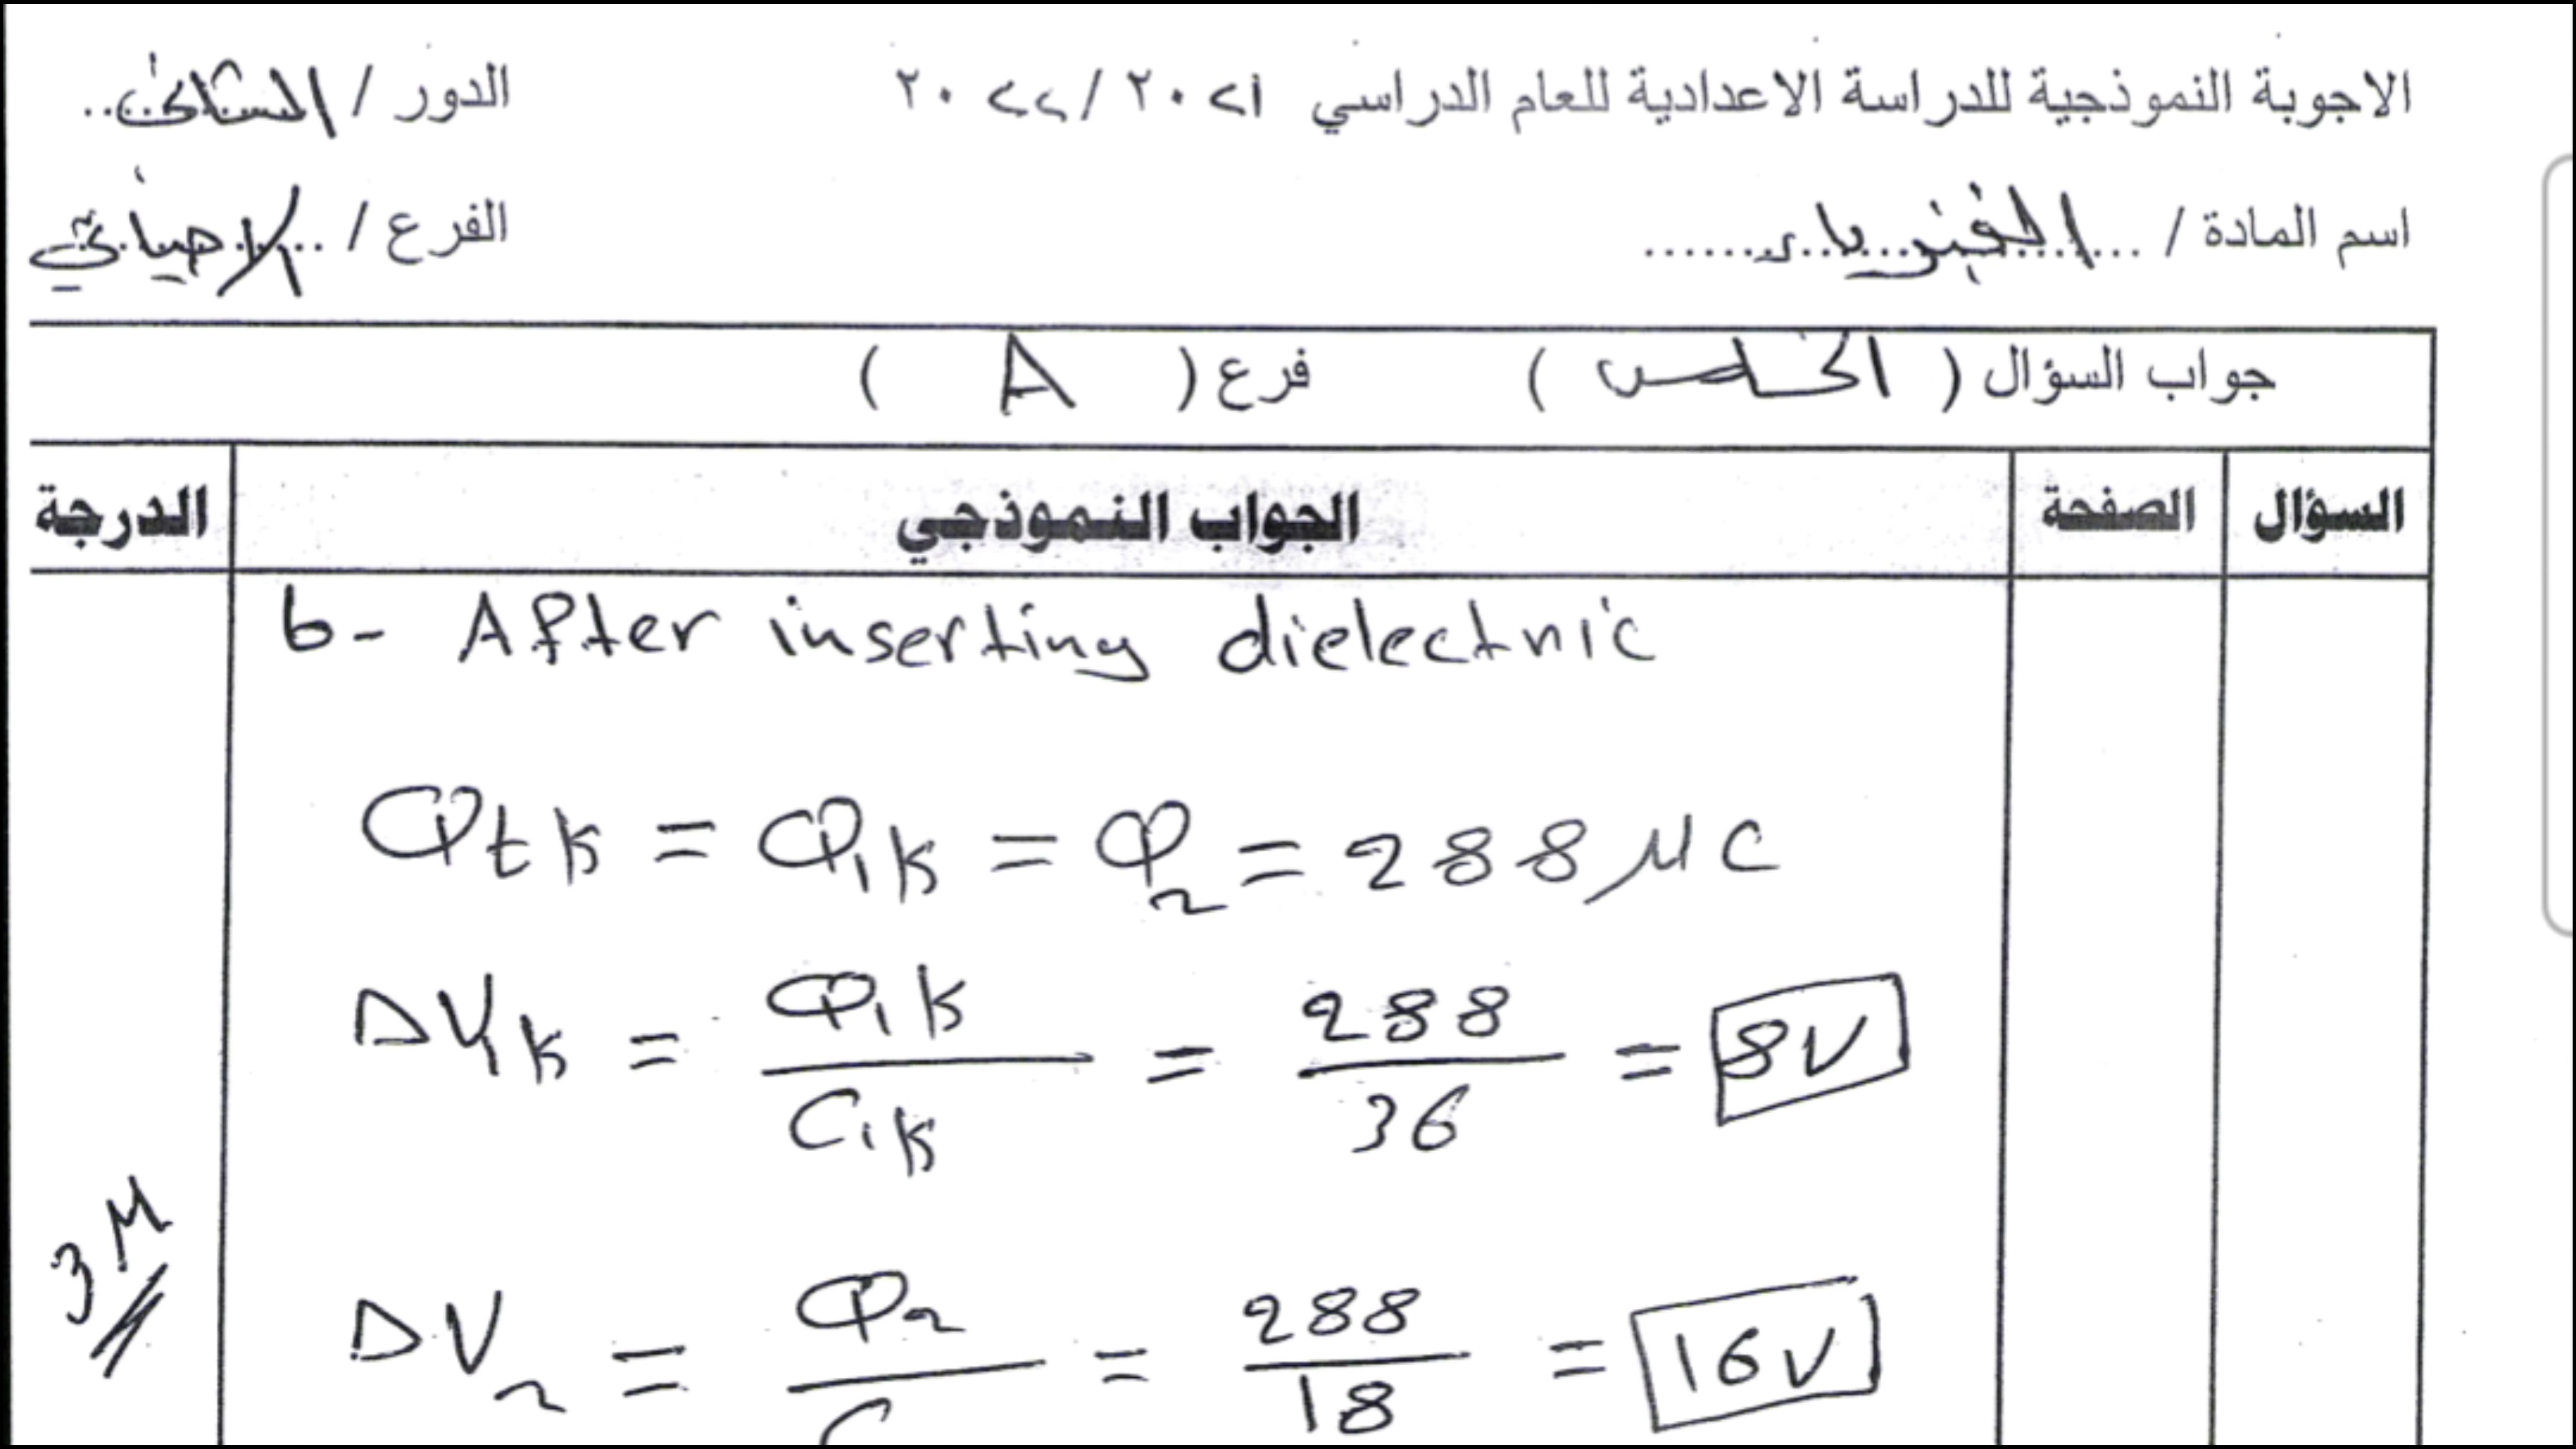 الاجوبة النموذجية للدراسة الاعدادية للعام الدراسي ٢٠٢١ / ٢٠٢٢ الدور / الثاني
اسم المادة / الفيزياء الفرع / الاحيائي
جواب السؤال ( الخامس ) فرع ( A )
السؤال الصفحة الجواب النموذجي الدرجة
b- After inserting dielectric
Qtk = Q1k = Q2 = 288 μC
ΔV1k = Q1k / C1k = 288 / 36 = 8V
3M
ΔV2 = Q2 / C = 288 / 18 = 16V